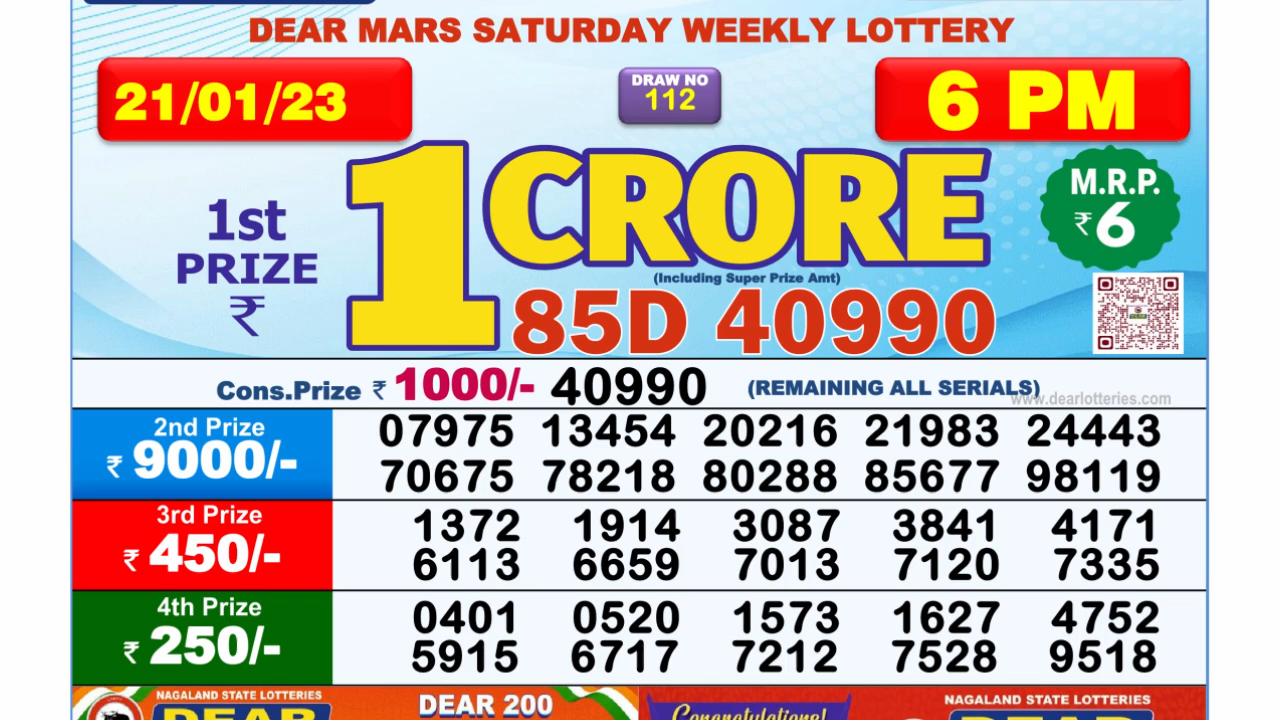 DEAR MARS SATURDAY WEEKLY LOTTERY
21/01/23
DRAW NO
112
6 PM
1st
PRIZE
₹
1 CRORE
(Including Super Prize Amt)
85D 40990
M.R.P.
₹6
Cons.Prize ₹ 1000/- 40990 (REMAINING ALL SERIALS)
www.dearlotteries.com
2nd Prize
₹ 9000/-
07975 13454 20216 21983 24443
70675 78218 80288 85677 98119
3rd Prize
₹ 450/-
1372 1914 3087 3841 4171
6113 6659 7013 7120 7335
4th Prize
₹ 250/-
0401 0520 1573 1627 4752
5915 6717 7212 7528 9518
NAGALAND STATE LOTTERIES
DEAR
DEAR 200
Congratulations!
NAGALAND STATE LOTTERIES
DEAR